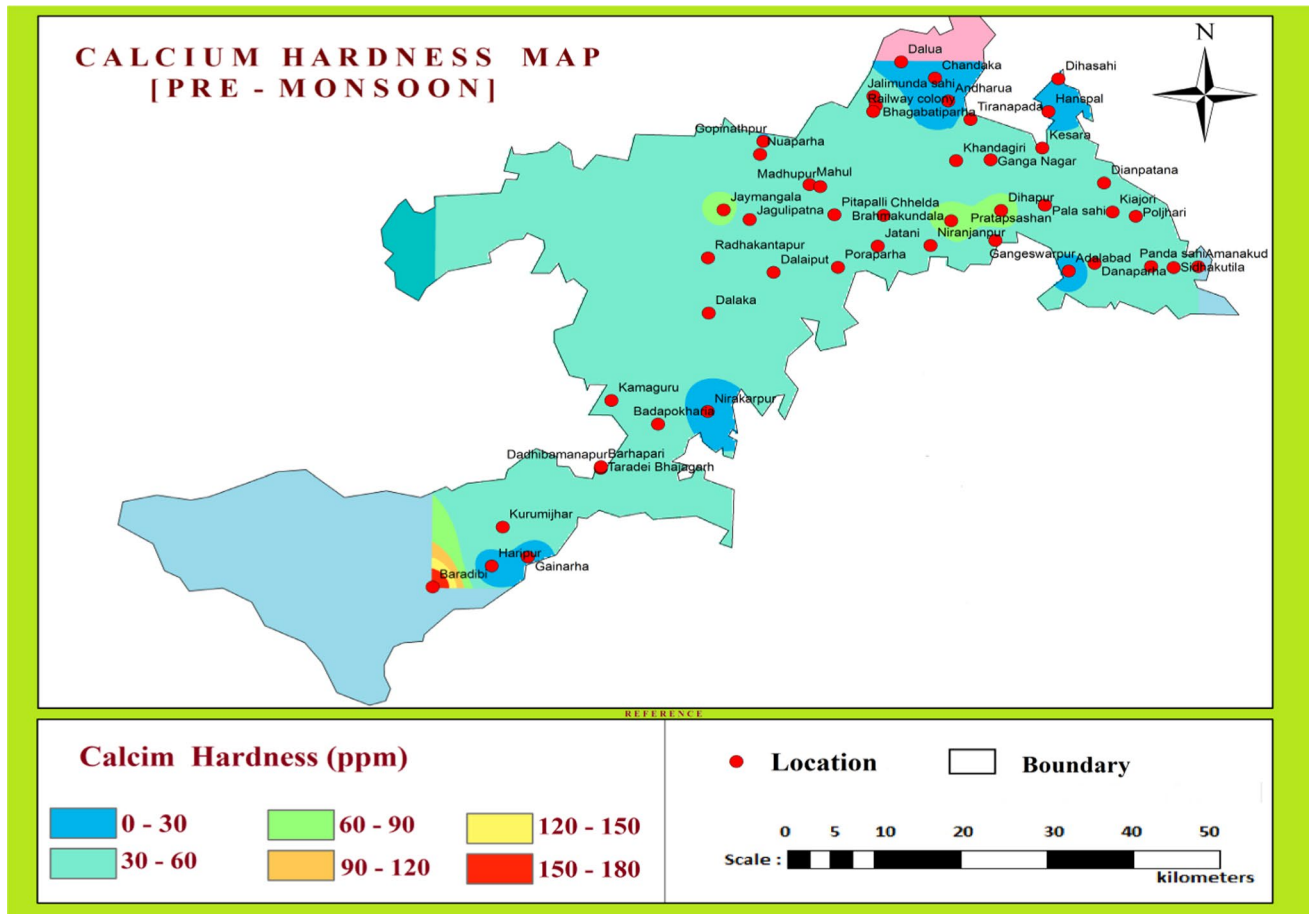 CALCIUM HARDNESS MAP
[PRE - MONSOON]
N
Dalua
Chandaka
Dihasahi
Jalimunda sahi
Andharua
Hanspal
Railway colony
Tiranapada
Bhagabatiparha
Gopinathpur
Nuaparha
Kesara
Khandagiri
Ganga Nagar
Madhupur
Mahul
Dianpatana
Jaymangala
Pitapalli Chhelda
Dihapur
Kiajori
Jagulipatna
Brahmakundala
Pratapsashan
Pala sahi
Poljhari
Jatani
Niranjanpur
Radhakantapur
Poraparha
Gangeswarpur
Adalabad
Panda sahi
Amanakud
Dalaiput
Danaparha
Sidhakutila
Dalaka
Kamaguru
Nirakarpur
Badapokhana
Dadhibamanapur
Barhapari
Taradei Bhajagarh
Kurumijhar
Haripur
Gainarha
Baradibi
REFERENCE
Calcim Hardness (ppm)
0 - 30
60 - 90
120 - 150
30 - 60
90 - 120
150 - 180
Location
Boundary
0 5 10 20 30 40 50
Scale :
kilometers